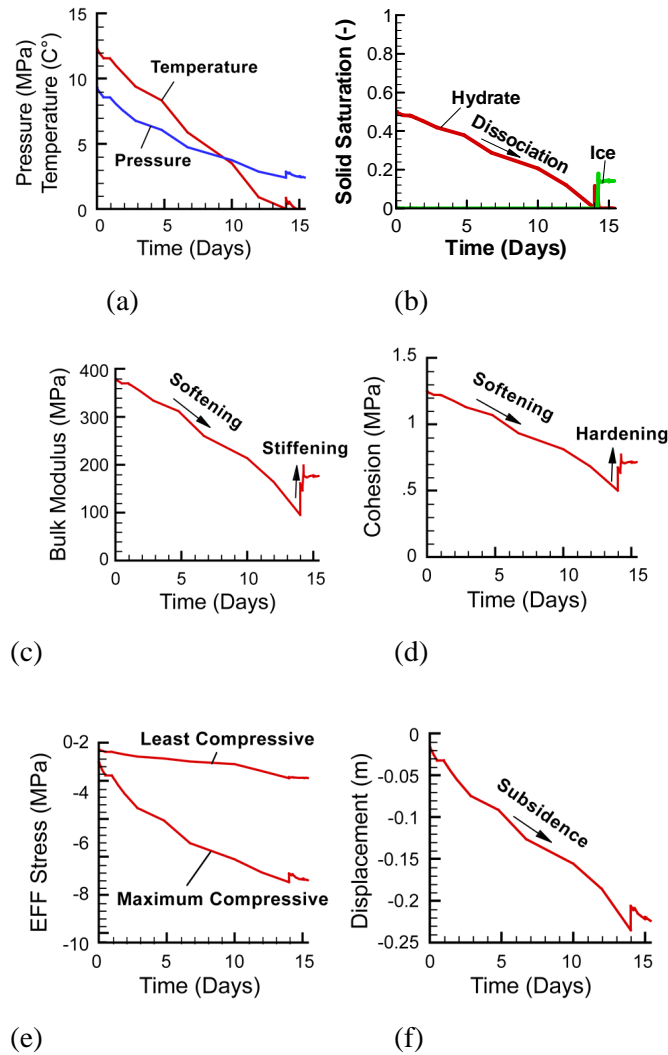 Pressure (MPa)
Temperature (C°)
15
10
5
0
Temperature
Pressure
0 5 10 15
Time (Days)
(a)
Solid Saturation (-)
1
0.8
0.6
0.4
0.2
0
Hydrate
Dissociation
Ice
0 5 10 15
Time (Days)
(b)
Bulk Modulus (MPa)
400
300
200
100
0
Softening
Stiffening
0 5 10 15
Time (Days)
(c)
Cohesion (MPa)
1.5
1
.5
0
Softening
Hardening
0 5 10 15
Time (Days)
(d)
EFF Stress (MPa)
0-2
-4
-6
-8
-10
Least Compressive
Maximum Compressive
0 5 10 15
Time (Days)
(e)
Displacement (m)
0
-0.05
-0.1
-0.15
-0.2
-0.25
Subsidence
0 5 10 15
Time (Days)
(f)